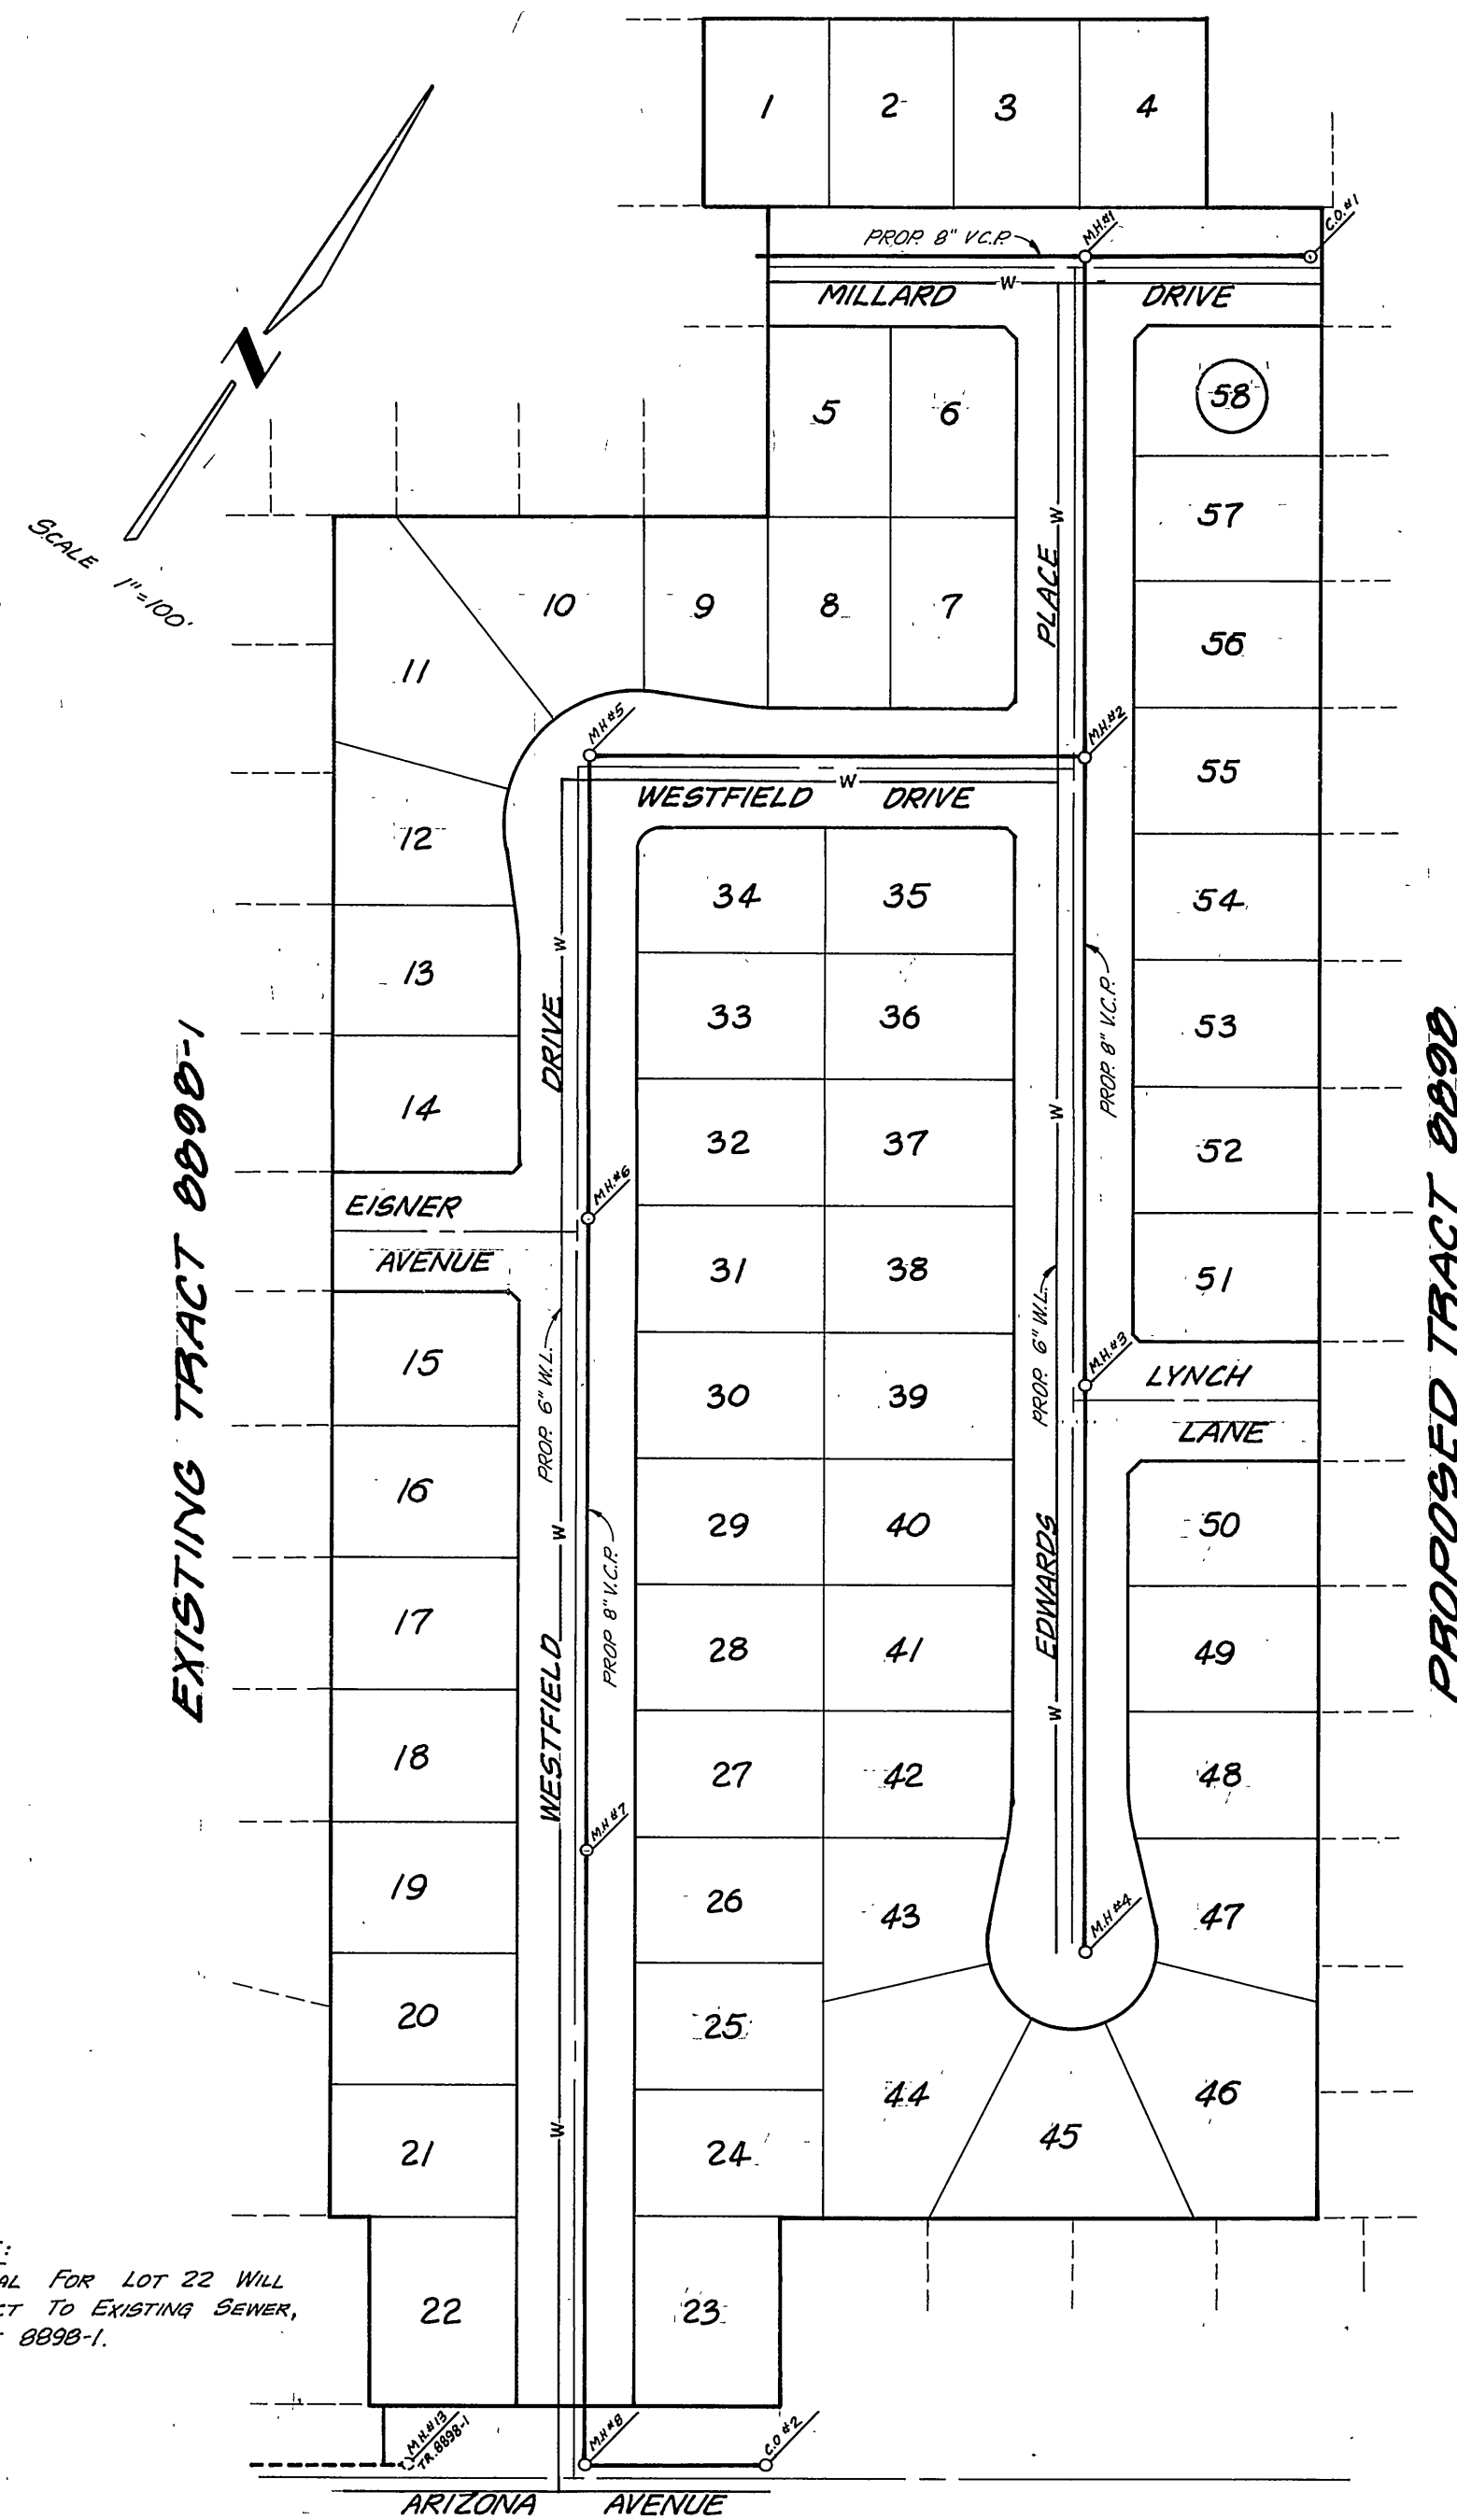 1 2 3 4
C.O.#1
M.H.#1
PROP. 8" V.C.P.
W
MILLARD DRIVE
58
5 6
57
W
SCALE 1"=100'
PLACE
10 9 8 7
56
11
M.H.#5
M.H.#2
55
W
WESTFIELD DRIVE
12
34 35
54
W
13
33 36
53
DRIVE
PROP. 8" V.C.P.
EXISTING TRACT 8898-1
PROPOSED TRACT 8898
14
W
32 37
52
M.H.#6
EISNER
AVENUE
31 38
51
PROP. 6" W.L.
PROP. 6" W.L.
M.H.#3
15
LYNCH
LANE
30 39
16
29 40
50
W
PROP. 8" V.C.P.
EDWARDS
17
28 41
49
WESTFIELD
W
18
27 42
48
M.H.#7
19
26 43
47
M.H.#4
20
25
44
46
W
21
24
45
FOR LOT 22 WILL
TO EXISTING SEWER,
8898-1.
22
23
M.H.#13
TR. 8898-1
M.H.#8
C.O.#2
ARIZONA AVENUE